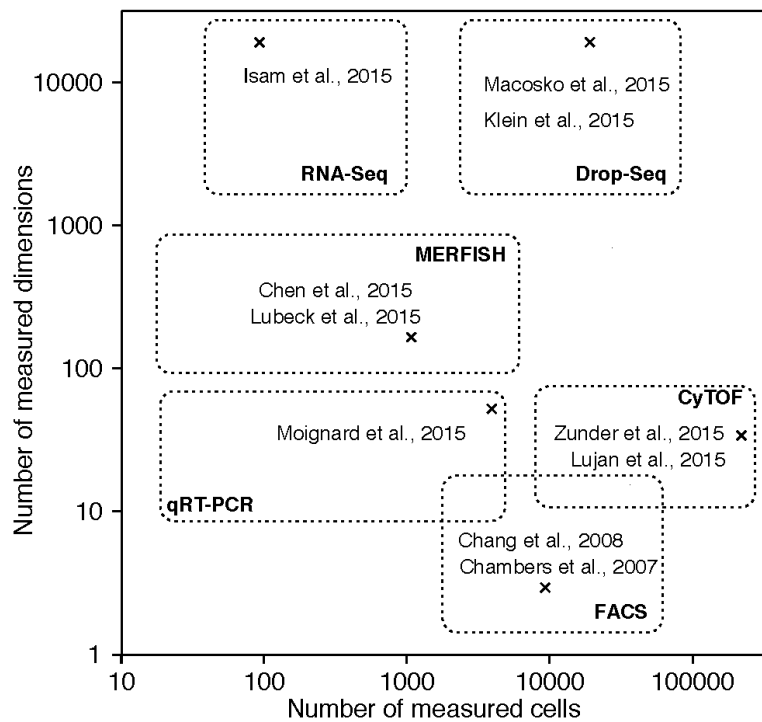 10000
1000
100
10
1
Number of measured dimensions
Isam et al., 2015
RNA-Seq
Macosko et al., 2015
Klein et al., 2015
Drop-Seq
MERFISH
Chen et al., 2015
Lubeck et al., 2015
Moignard et al., 2015
qRT-PCR
CyTOF
Zunder et al., 2015
Lujan et al., 2015
Chang et al., 2008
Chambers et al., 2007
FACS
10
100
1000
10000
100000
Number of measured cells